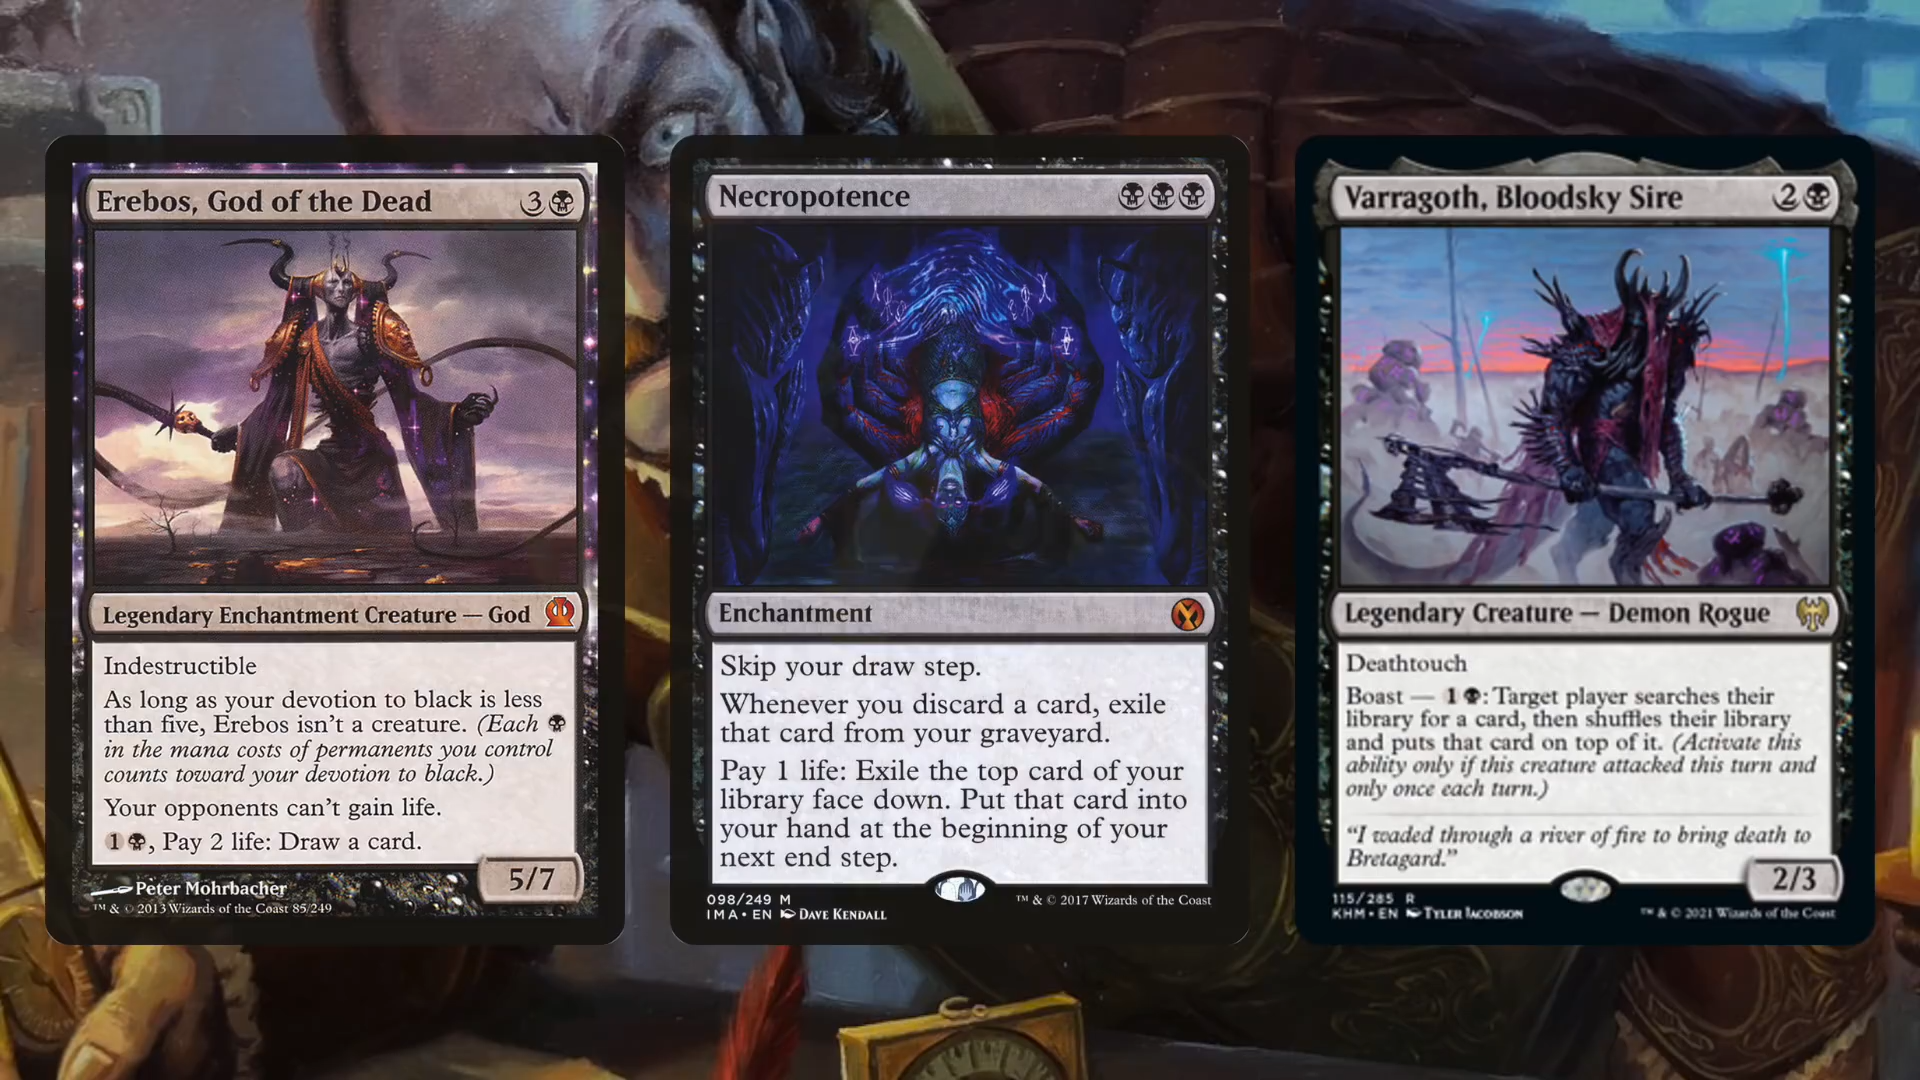 Erebos, God of the Dead 3
Legendary Enchantment Creature — God
Indestructible
As long as your devotion to black is less
than five, Erebos isn't a creature. (Each
in the mana costs of permanents you control
counts toward your devotion to black.)
Your opponents can't gain life.
1 , Pay 2 life: Draw a card.
5/7
Peter Mohrbacher
™ & © 2013 Wizards of the Coast 85/249
Necropotence
Enchantment
Skip your draw step.
Whenever you discard a card, exile
that card from your graveyard.
Pay 1 life: Exile the top card of your
library face down. Put that card into
your hand at the beginning of your
next end step.
098/249 M
IMA • EN Dave Kendall
™ & © 2017 Wizards of the Coast
Varragoth, Bloodsky Sire 2
Legendary Creature — Demon Rogue
Deathtouch
Boast — 1 : Target player searches their
library for a card, then shuffles their library
and puts that card on top of it. (Activate this
ability only if this creature attacked this turn and
only once each turn.)
"I waded through a river of fire to bring death to
Bretagard."
2/3
115/285 R
KHM • EN Tyler Jacobson
™ & © 2021 Wizards of the Coast